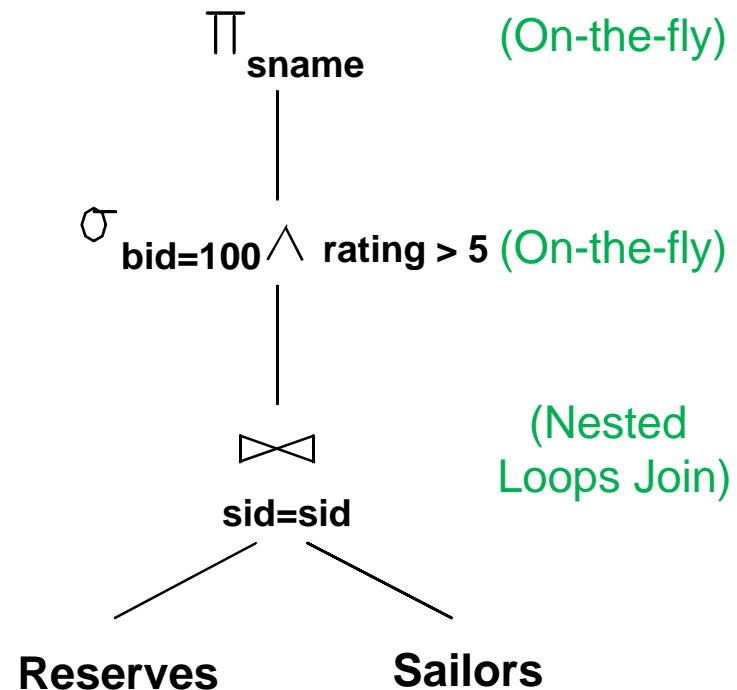 π sname (On-the-fly)
σ bid=100 ∧ rating > 5 (On-the-fly)
(Nested
⋈ Loops Join)
sid=sid
Reserves Sailors